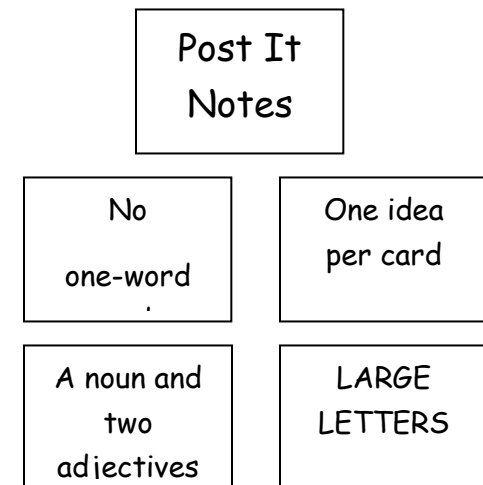 Post It
Notes
No
one-word
One idea
per card
A noun and
two
adjectives
LARGE
LETTERS